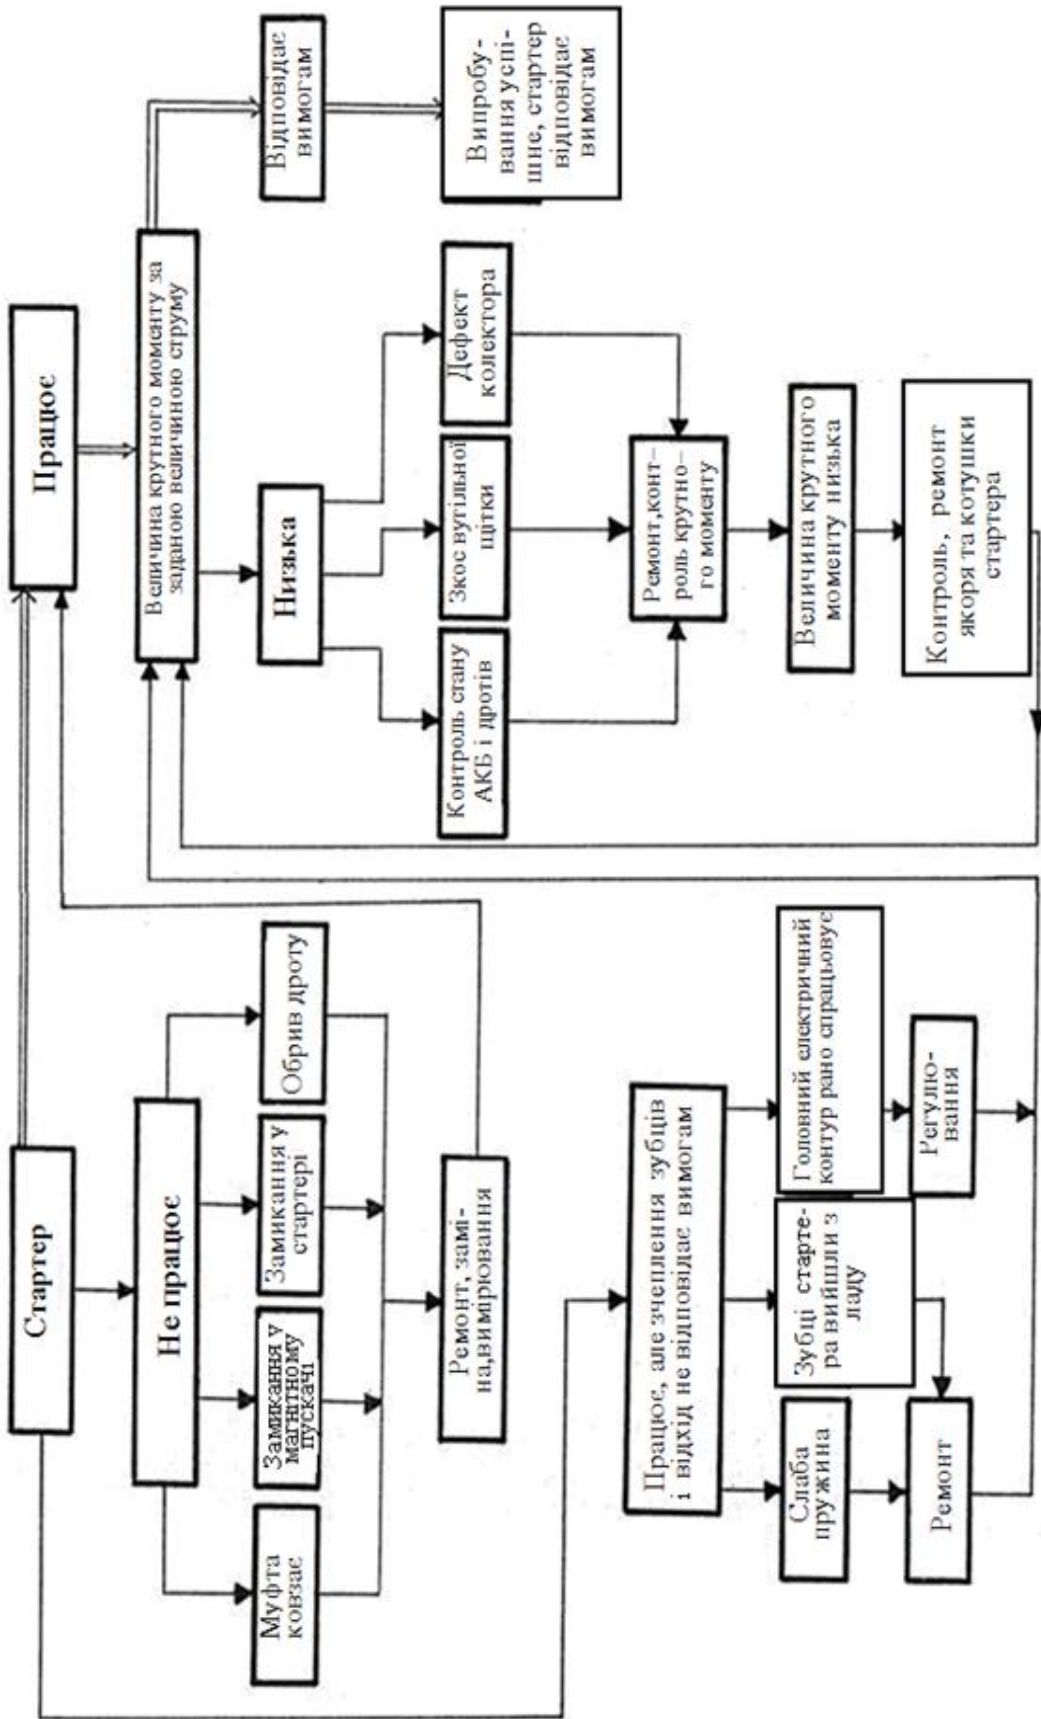 Стартер
Працює
Не працює
Муфта
ковзає
Замикання у
магнітному
пускачі
Замикання у
стартері
Обрив дроту
Ремонт, замі-
на,вимірювання
Працює, але зчеплення зубців
і відхід не відповідає вимогам
Слаба
пружина
Зубці старте-
ра вийшли з
ладу
Головний електричний
контур рано спрацьовує
Ремонт
Регулю-
вання
Величина крутного моменту за
заданою величиною струму
Низька
Відповідає
вимогам
Контроль стану
АКБ і дротів
Зкос вугільної
щітки
Дефект
колектора
Випробу-
вання успі-
шне, стартер
відповідає
вимогам
Ремонт,конт-
роль крутно-
го моменту
Величина крутного
моменту низька
Контроль, ремонт
якоря та котушки
стартера